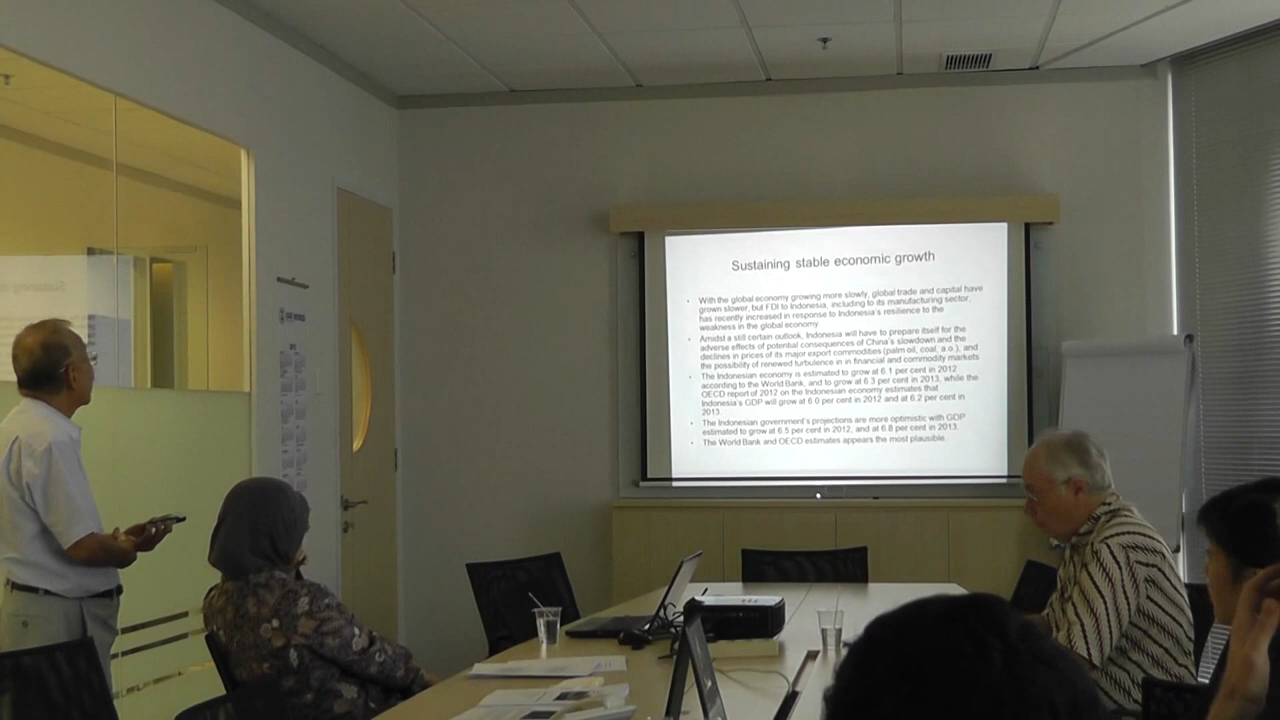 Sustaining stable economic growth
• With the global economy growing more slowly, global trade and capital have
grown slower, but FDI to Indonesia, including to its manufacturing sector,
has recently increased in response to Indonesia's resilience to the
weakness in the global economy
• Amidst a still certain outlook, Indonesia will have to prepare itself for the
adverse effects of potential consequences of China's slowdown and the
declines in prices of its major export commodities (palm oil, coal, a.o.), and
the possibility of renewed turbulence in in financial and commodity markets
• The Indonesian economy is estimated to grow at 6.1 per cent in 2012
according to the World Bank, and to grow at 6.3 per cent in 2013, while the
OECD report of 2012 on the Indonesian economy estimates that
Indonesia's GDP will grow at 6.0 per cent in 2012 and at 6.2 per cent in
2013.
• The Indonesian government's projections are more optimistic with GDP
estimated to grow at 6.5 per cent in 2012, and at 6.8 per cent in 2013.
• The World Bank and OECD estimates appears the most plausible.